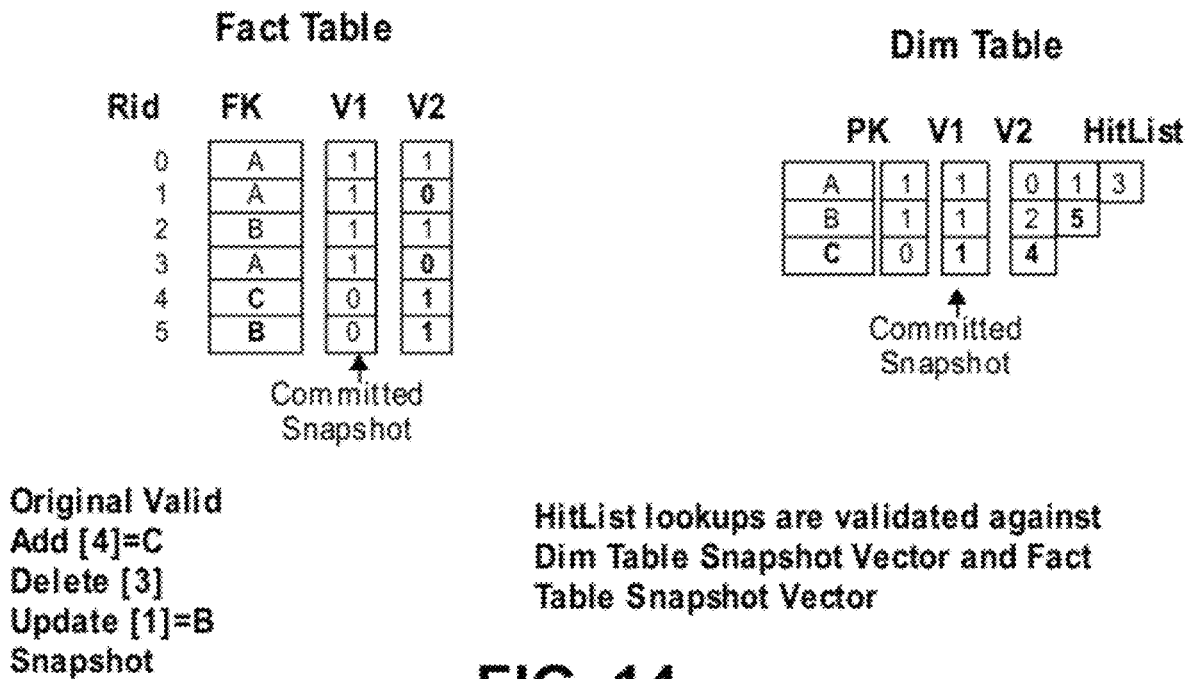 Fact Table
Rid FK V1 V2
0 A 1 1
1 A 1 0
2 B 1 1
3 A 1 0
4 C 0 1
5 B 0 1
Committed
Snapshot
Dim Table
PK V1 V2 HitList
A 1 1 0 1 3
B 1 1 2 5
C 0 1 4
Committed
Snapshot
Original Valid
Add [4]=C
Delete [3]
Update [1]=B
Snapshot
HitList lookups are validated against
Dim Table Snapshot Vector and Fact
Table Snapshot Vector